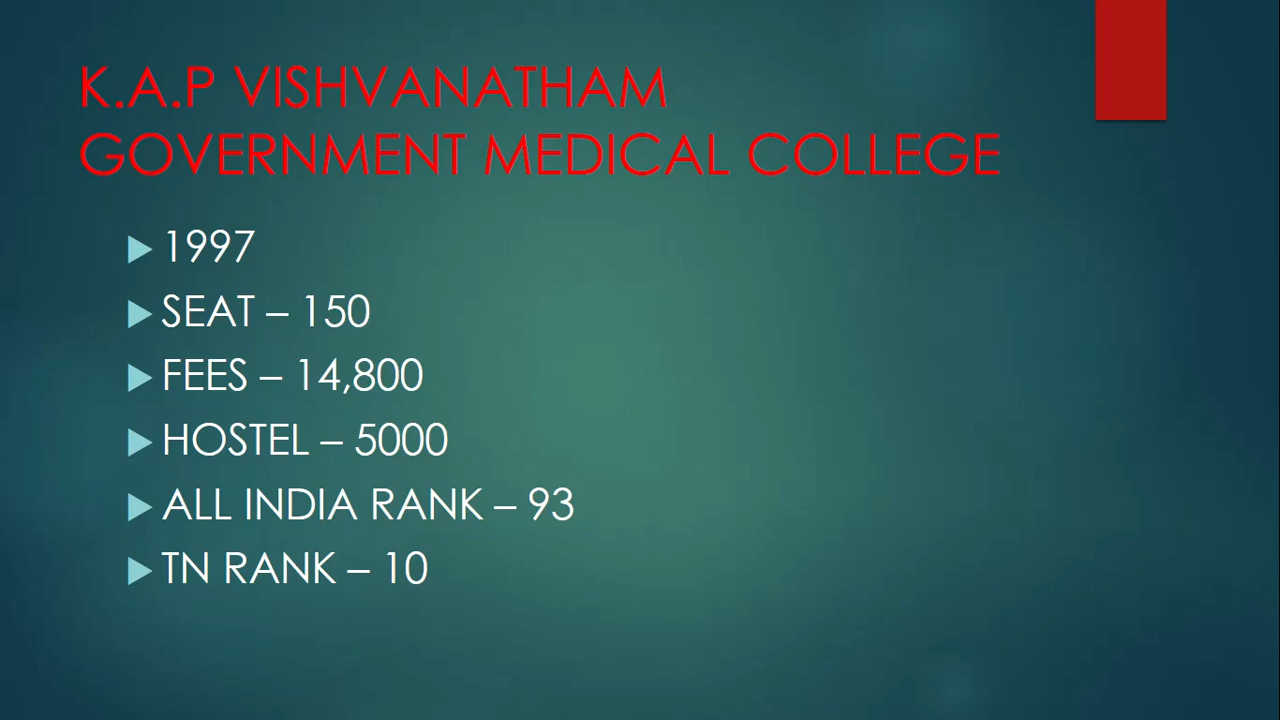 K.A.P VISHVANATHAM
GOVERNMENT MEDICAL COLLEGE
1997
SEAT – 150
FEES – 14,800
HOSTEL – 5000
ALL INDIA RANK – 93
TN RANK – 10